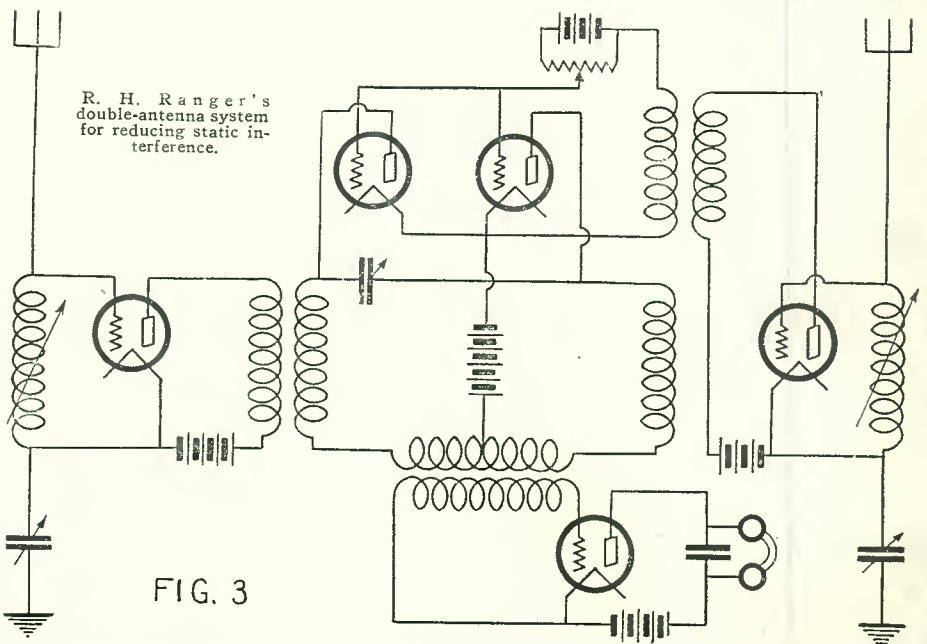 R. H. Ranger's
double-antenna system
for reducing static in-
terference.
FIG. 3